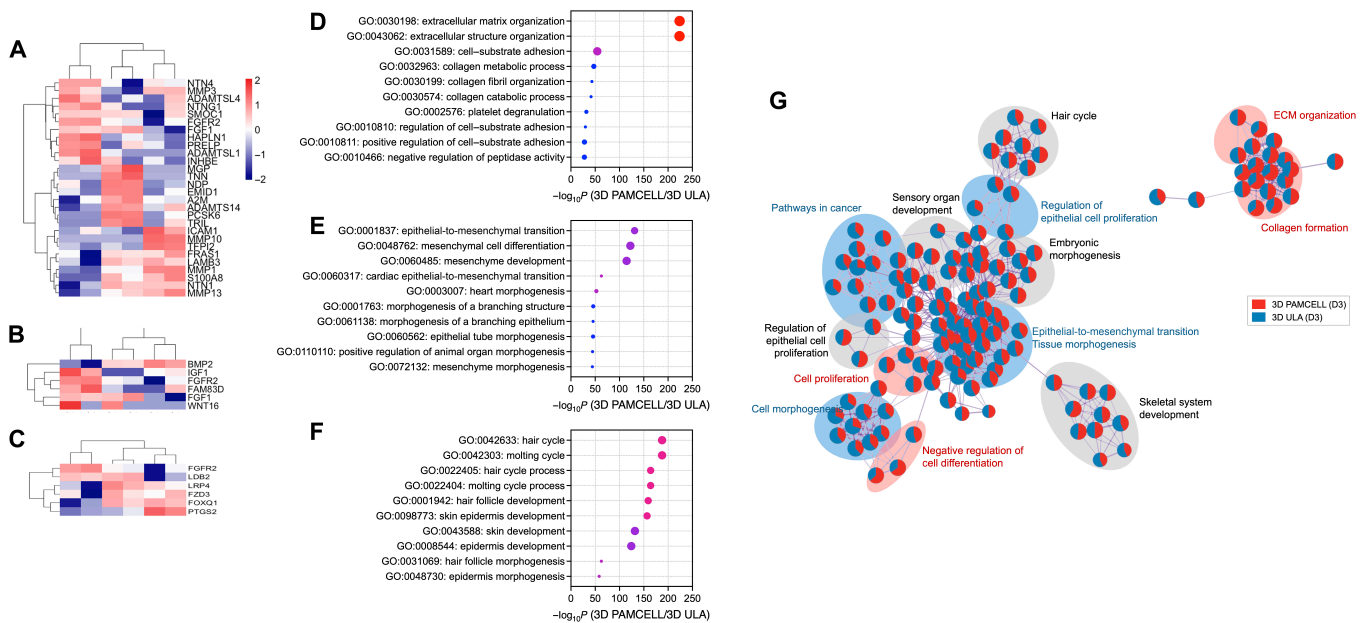 A
NTN4
MMP3
ADAMTSL4
NTNG1
SMOC1
FGFR2
FGF1
HAPLN1
PRELP
ADAMTSL1
INHBE
MGP
TNN
NDP
EMID1
A2M
ADAMTS14
PCSK6
TRIL
ICAM1
MMP10
TFPI2
FRAS1
LAMB3
MMP1
S100A8
NTN1
MMP13
2
1
0
−1
−2
B
BMP2
IGF1
FGFR2
FAM83D
FGF1
WNT16
C
FGFR2
LDB2
LRP4
FZD3
FOXQ1
PTGS2
D
GO:0030198: extracellular matrix organization
GO:0043062: extracellular structure organization
GO:0031589: cell−substrate adhesion
GO:0032963: collagen metabolic process
GO:0030199: collagen fibril organization
GO:0030574: collagen catabolic process
GO:0002576: platelet degranulation
GO:0010810: regulation of cell−substrate adhesion
GO:0010811: positive regulation of cell−substrate adhesion
GO:0010466: negative regulation of peptidase activity
0 50 100 150 200 250
−log10P (3D PAMCELL/3D ULA)
E
GO:0001837: epithelial-to-mesenchymal transition
GO:0048762: mesenchymal cell differentiation
GO:0060485: mesenchyme development
GO:0060317: cardiac epithelial-to-mesenchymal transition
GO:0003007: heart morphogenesis
GO:0001763: morphogenesis of a branching structure
GO:0061138: morphogenesis of a branching epithelium
GO:0060562: epithelial tube morphogenesis
GO:0110110: positive regulation of animal organ morphogenesis
GO:0072132: mesenchyme morphogenesis
0 50 100 150 200 250
−log10P (3D PAMCELL/3D ULA)
F
GO:0042633: hair cycle
GO:0042303: molting cycle
GO:0022405: hair cycle process
GO:0022404: molting cycle process
GO:0001942: hair follicle development
GO:0098773: skin epidermis development
GO:0043588: skin development
GO:0008544: epidermis development
GO:0031069: hair follicle morphogenesis
GO:0048730: epidermis morphogenesis
0 50 100 150 200 250
−log10P (3D PAMCELL/3D ULA)
G
Hair cycle
ECM organization
Sensory organ
development
Pathways in cancer
Regulation of
epithelial cell proliferation
Collagen formation
Embryonic
morphogenesis
3D PAMCELL (D3)
3D ULA (D3)
Regulation of
epithelial cell
proliferation
Epithelial-to-mesenchymal transition
Tissue morphogenesis
Cell proliferation
Cell morphogenesis
Skeletal system
development
Negative regulation of
cell differentiation